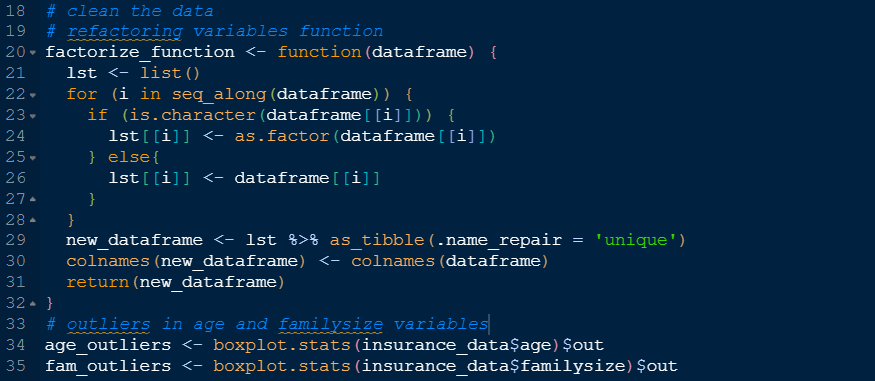 18 # clean the data
19 # refactoring variables function
20 factorize_function <- function(dataframe) {
21   lst <- list()
22   for (i in seq_along(dataframe)) {
23     if (is.character(dataframe[[i]])) {
24       lst[[i]] <- as.factor(dataframe[[i]])
25     } else{
26       lst[[i]] <- dataframe[[i]]
27     }
28   }
29   new_dataframe <- lst %>% as_tibble(.name_repair = 'unique')
30   colnames(new_dataframe) <- colnames(dataframe)
31   return(new_dataframe)
32 }
33 # outliers in age and familysize variables
34 age_outliers <- boxplot.stats(insurance_data$age)$out
35 fam_outliers <- boxplot.stats(insurance_data$familysize)$out